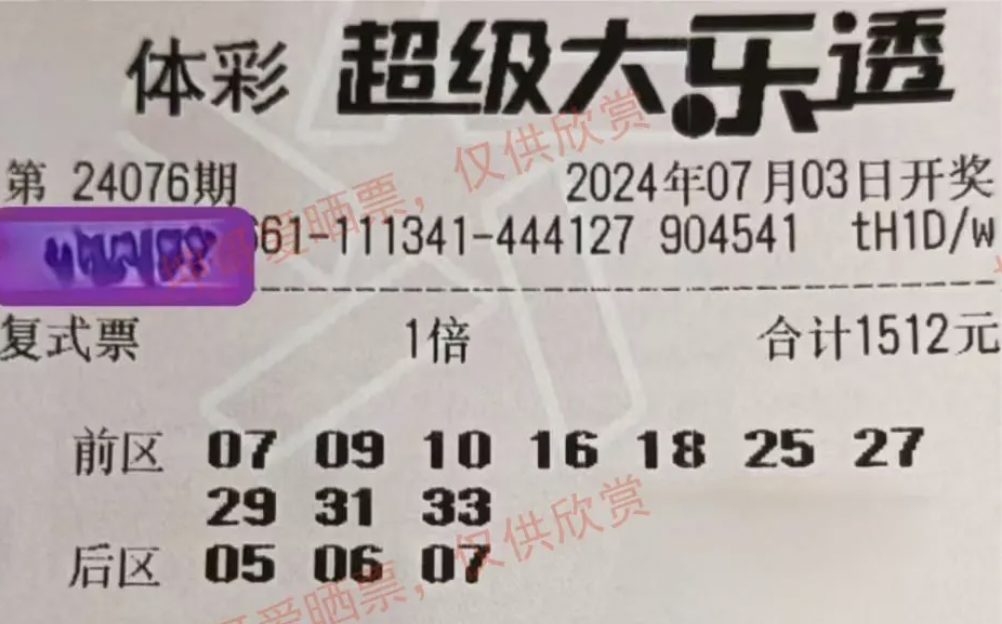 体彩 超级大乐透
第 24076期 2024年07月03日开奖
61-111341-444127 904541 tH1D/w
复式票 1倍 合计1512元
前区 07 09 10 16 18 25 27
29 31 33
后区 05 06 07
爱晒票，仅供欣赏
爱晒票，仅供欣赏